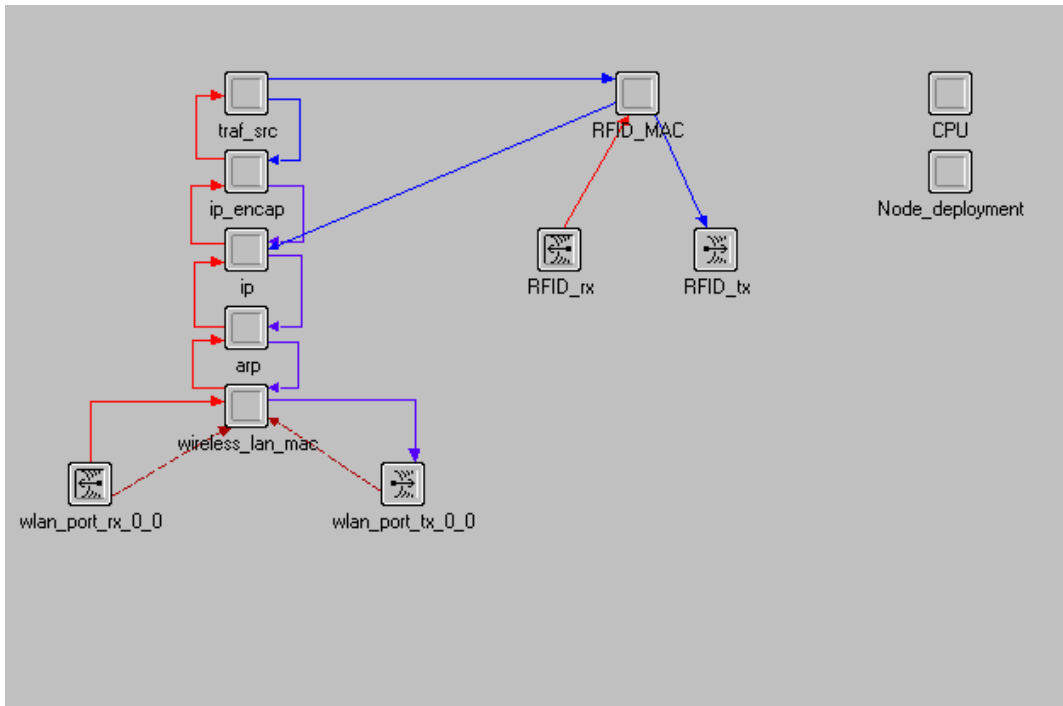 traf_src
RFID_MAC
CPU
ip_encap
Node_deployment
ip
RFID_rx
RFID_tx
arp
wireless_lan_mac
wlan_port_rx_0_0
wlan_port_tx_0_0